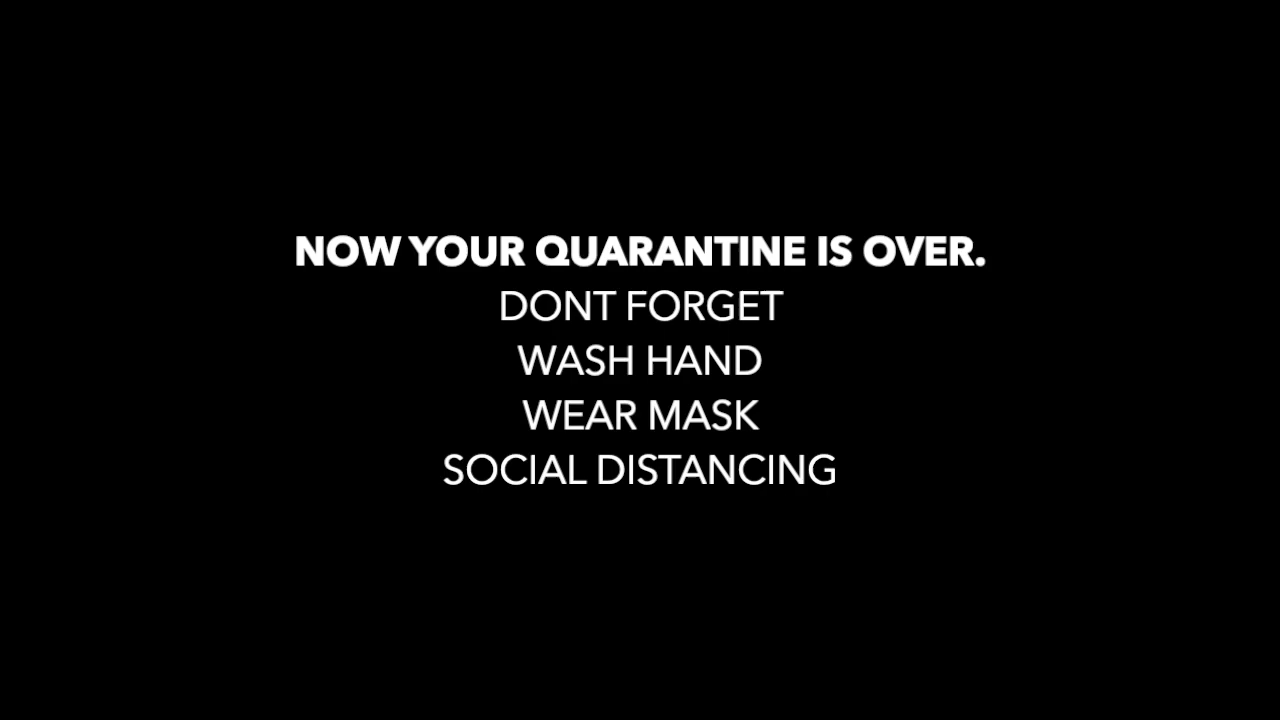 NOW YOUR QUARANTINE IS OVER.
DONT FORGET
WASH HAND
WEAR MASK
SOCIAL DISTANCING